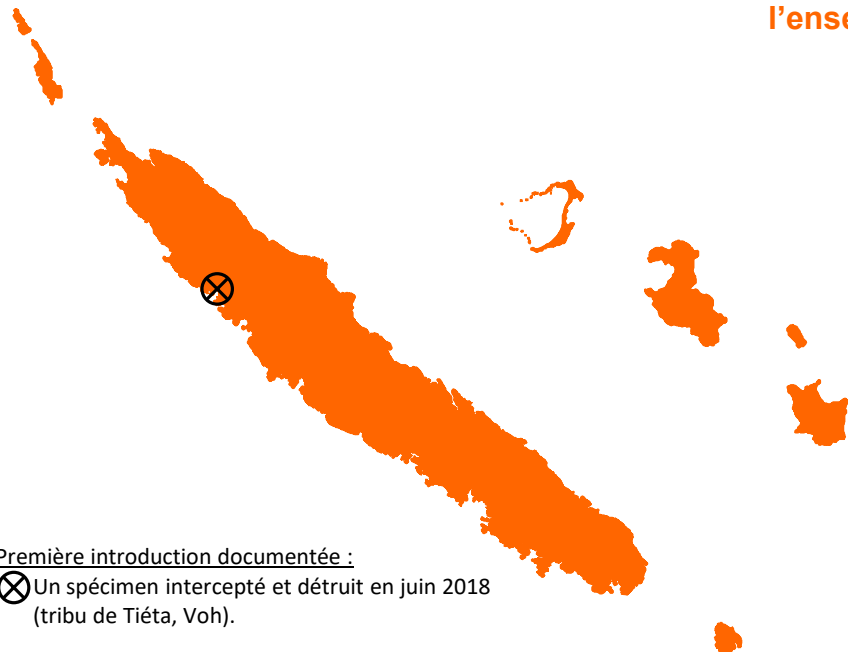 l’ense
Première introduction documentée :
Un spécimen intercepté et détruit en juin 2018
(tribu de Tiéta, Voh).